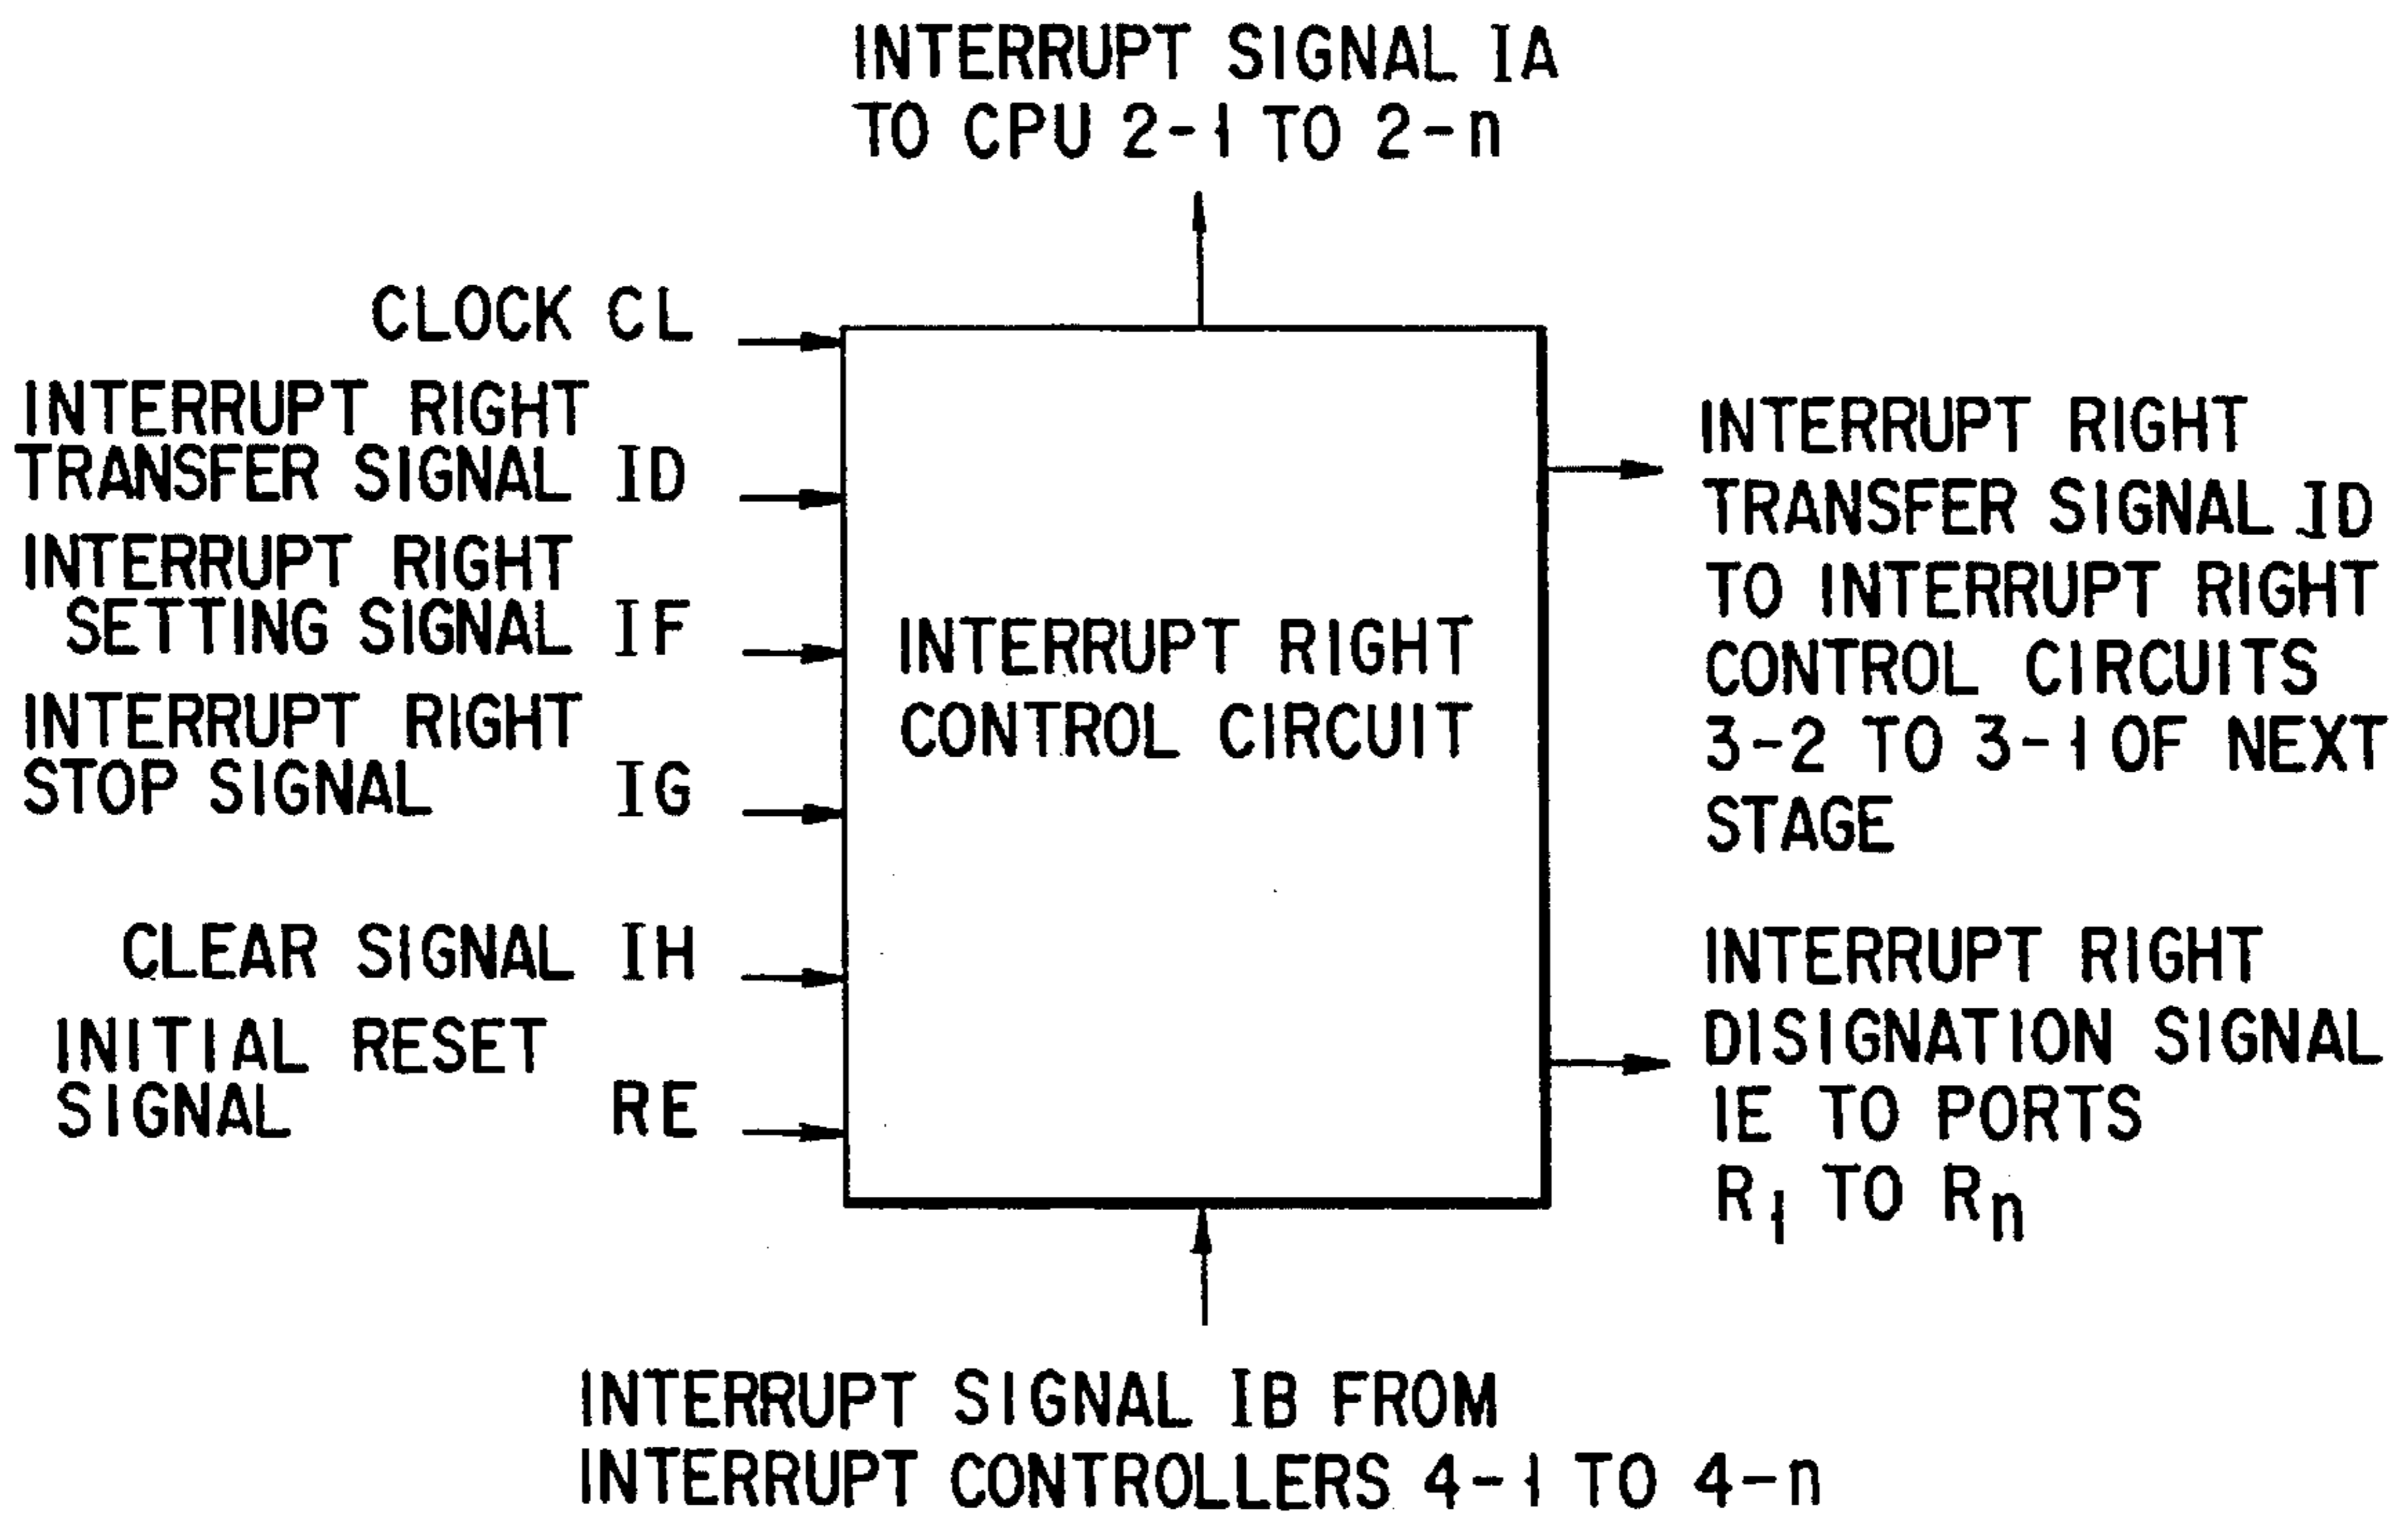 INTERRUPT SIGNAL IA
TO CPU 2-1 TO 2-n
CLOCK CL
INTERRUPT RIGHT
TRANSFER SIGNAL ID
INTERRUPT RIGHT
SETTING SIGNAL IF
INTERRUPT RIGHT
STOP SIGNAL IG
CLEAR SIGNAL IH
INITIAL RESET
SIGNAL RE
INTERRUPT RIGHT
CONTROL CIRCUIT
INTERRUPT RIGHT
TRANSFER SIGNAL ID
TO INTERRUPT RIGHT
CONTROL CIRCUITS
3-2 TO 3-1 OF NEXT
STAGE
INTERRUPT RIGHT
DISIGNATION SIGNAL
IE TO PORTS
R1 TO Rn
INTERRUPT SIGNAL IB FROM
INTERRUPT CONTROLLERS 4-1 TO 4-n